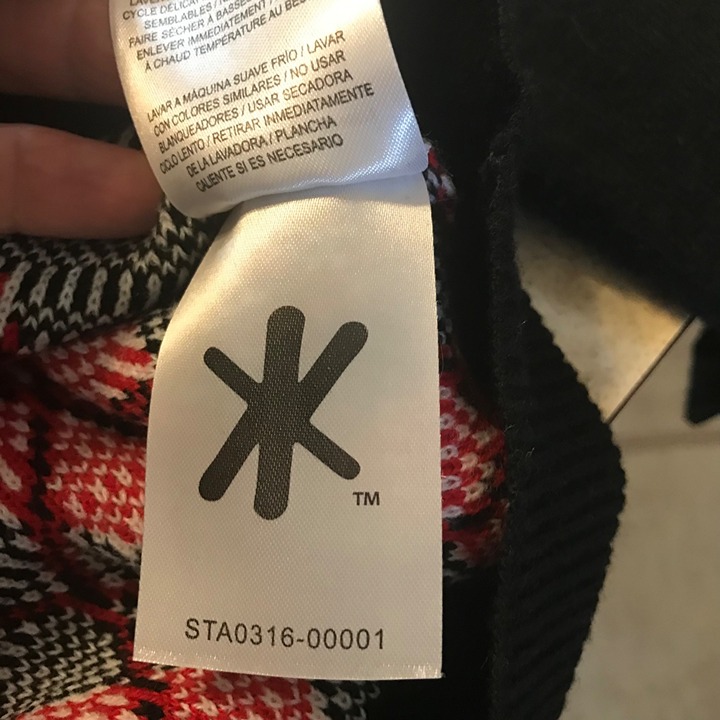 CYCLE DÉLICAT
SEMBLABLES /
FAIRE SÉCHER À BASSE
ENLEVER IMMÉDIATEMENT /
À CHAUD TEMPÉRATURE AU BES
LAVAR A MÀQUINA SUAVE FRÍO / LAVAR
CON COLORES SIMILARES / NO USAR
BLANQUEADORES / USAR SECADORA
CICLO LENTO / RETIRAR INMEDIATAMENTE
DE LA LAVADORA / PLANCHA
CALIENTE SI ES NECESARIO
TM
STA0316-00001